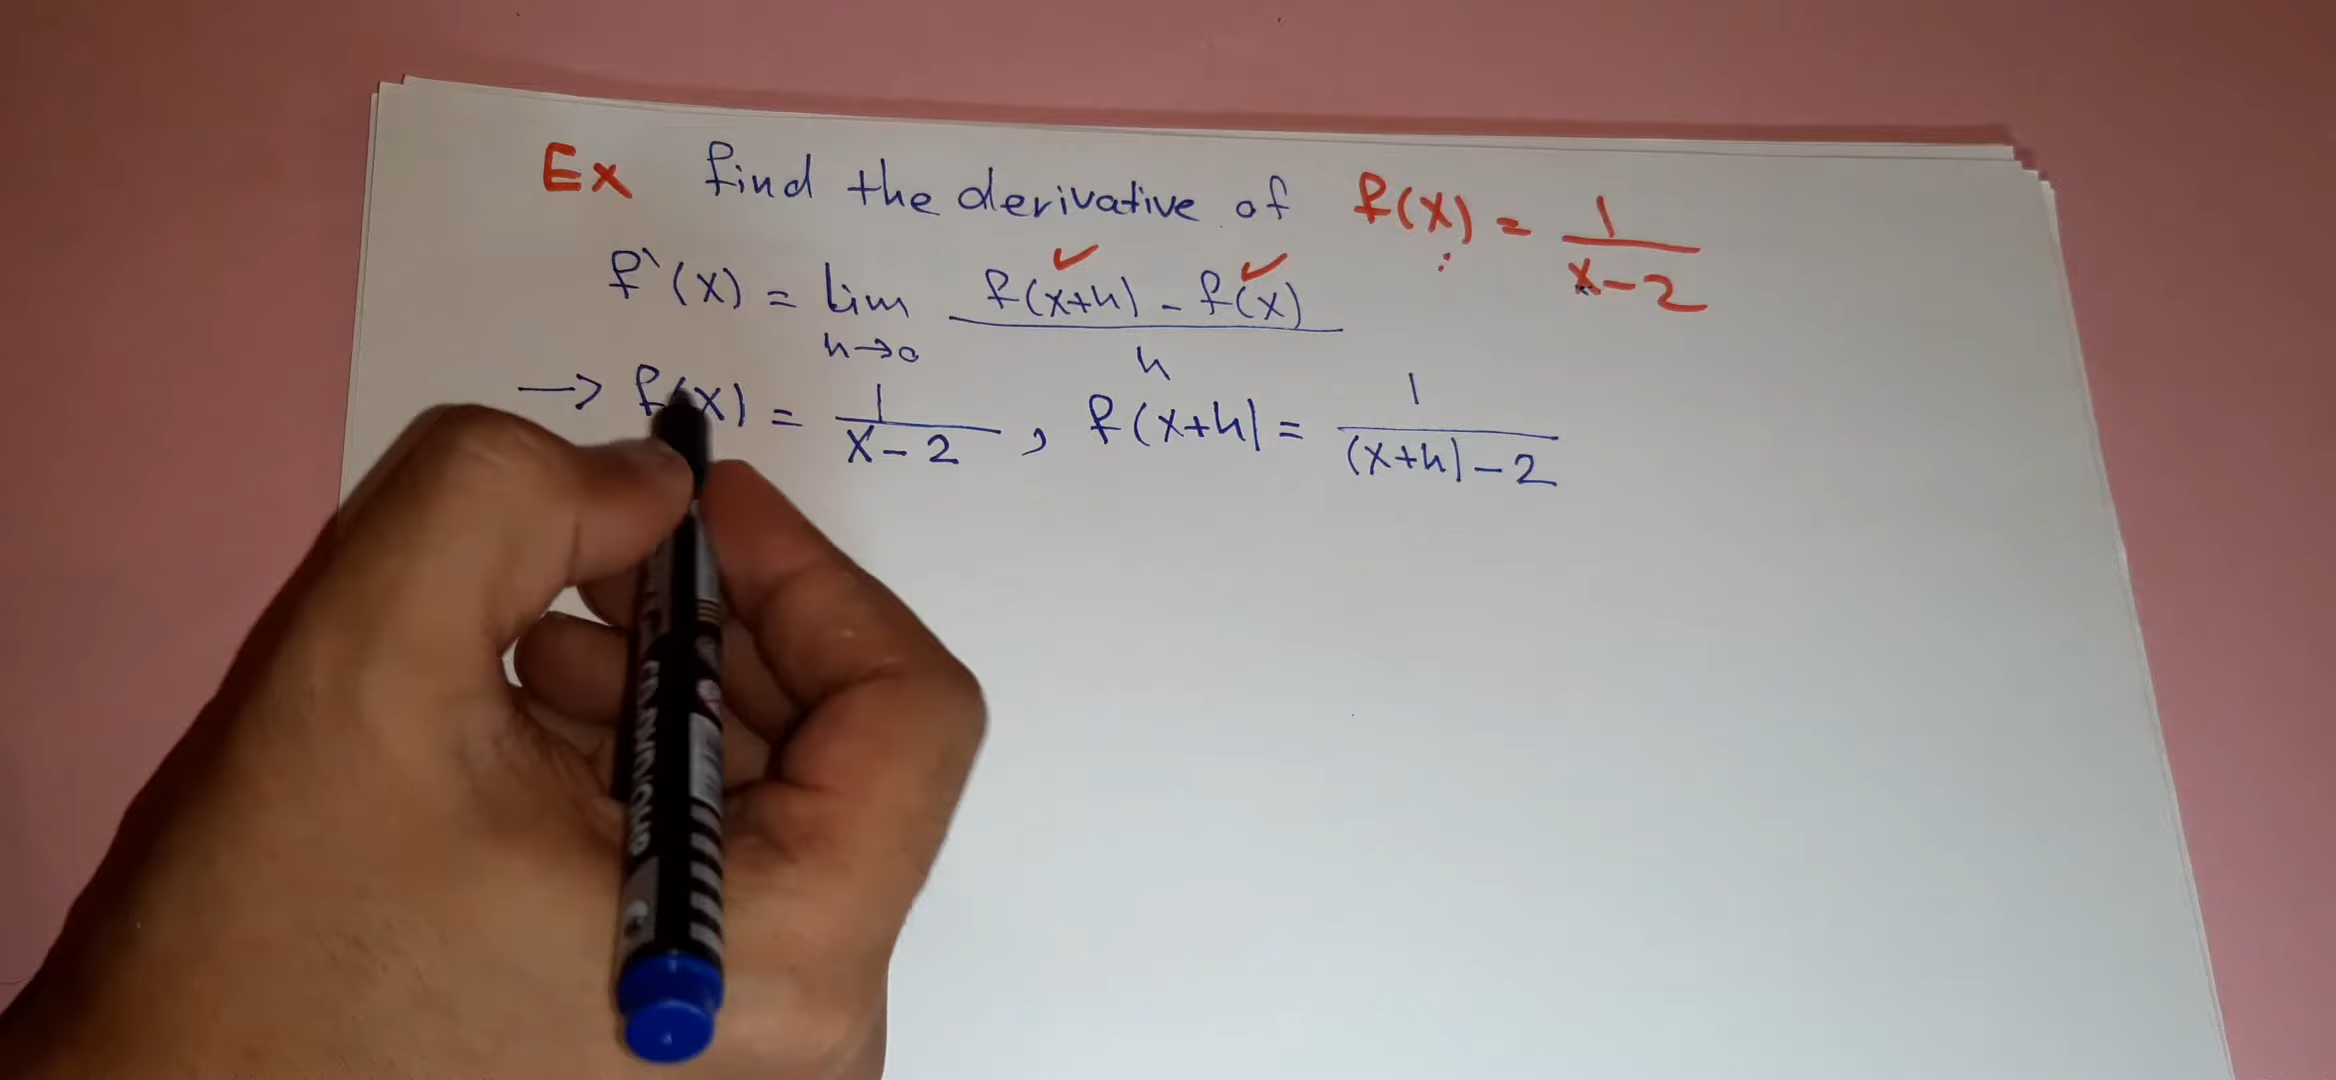 Ex find the derivative of f(x) = 1/(x-2)
f`(x) = lim h→0 (f(x+h) - f(x))/h
→ f(x) = 1/(x-2) , f(x+h) = 1/((x+h)-2)